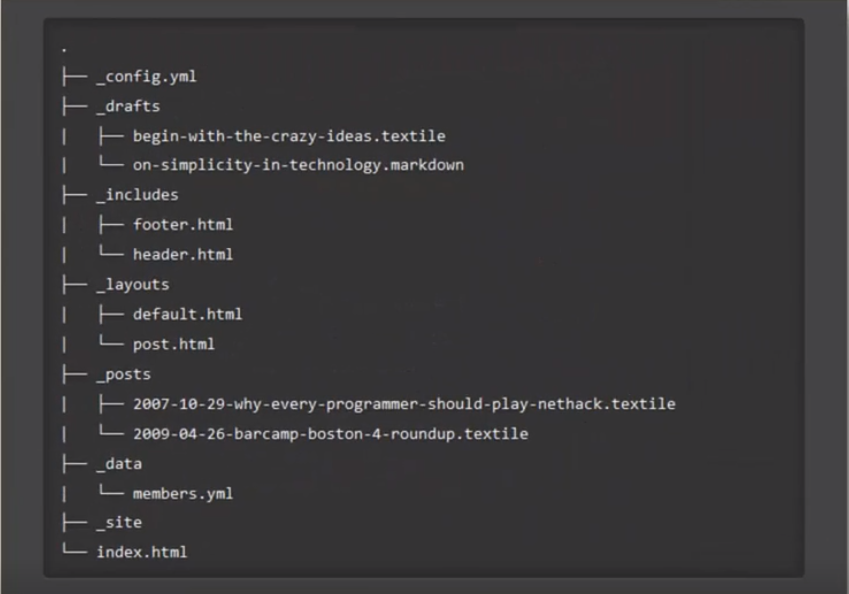 .
├── _config.yml
├── _drafts
|   ├── begin-with-the-crazy-ideas.textile
|   └── on-simplicity-in-technology.markdown
├── _includes
|   ├── footer.html
|   └── header.html
├── _layouts
|   ├── default.html
|   └── post.html
├── _posts
|   ├── 2007-10-29-why-every-programmer-should-play-nethack.textile
|   └── 2009-04-26-barcamp-boston-4-roundup.textile
├── _data
|   └── members.yml
├── _site
└── index.html